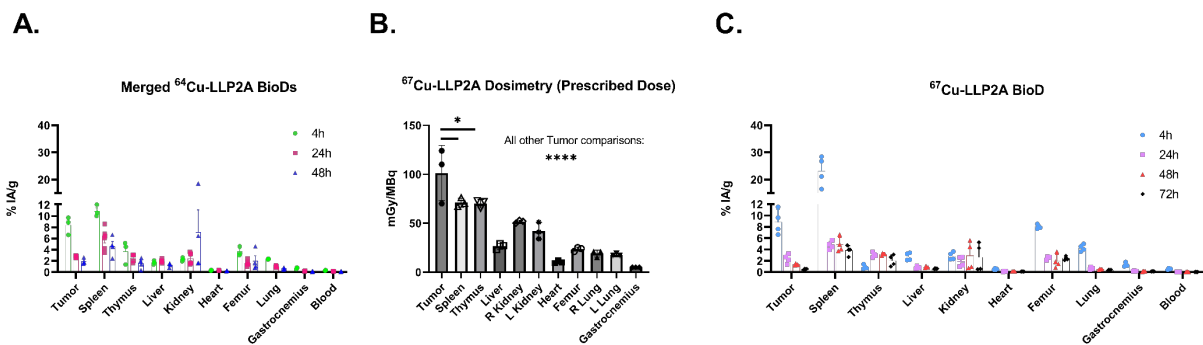 A.
Merged ⁶⁴Cu-LLP2A BioDs
4h
24h
48h
% IA/g
40
30
20
12
10
8
6
4
2
0
Tumor
Spleen
Thymus
Liver
Kidney
Heart
Femur
Lung
Gastrocnemius
Blood
B.
⁶⁷Cu-LLP2A Dosimetry (Prescribed Dose)
*
All other Tumor comparisons:
****
mGy/MBq
150
100
50
0
Tumor
Spleen
Thymus
Liver
R Kidney
L Kidney
Heart
Femur
R Lung
L Lung
Gastrocnemius
C.
⁶⁷Cu-LLP2A BioD
4h
24h
48h
72h
% IA/g
40
30
20
12
10
8
6
4
2
0
Tumor
Spleen
Thymus
Liver
Kidney
Heart
Femur
Lung
Gastrocnemius
Blood